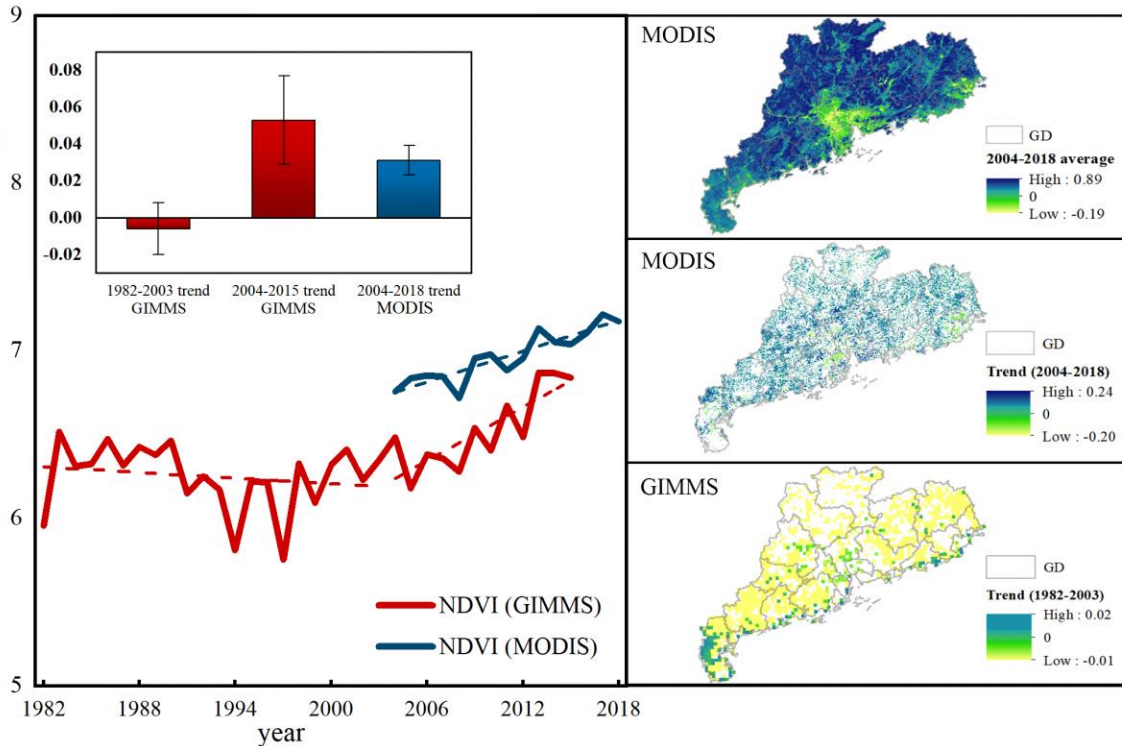 9
8
7
6
5
0.08
0.06
0.04
0.02
0.00
-0.02
1982-2003 trend
GIMMS
2004-2015 trend
GIMMS
2004-2018 trend
MODIS
NDVI (GIMMS)
NDVI (MODIS)
1982
1988
1994
2000
2006
2012
2018
year
MODIS
GD
2004-2018 average
High : 0.89
0
Low : -0.19
MODIS
GD
Trend (2004-2018)
High : 0.24
0
Low : -0.20
GIMMS
GD
Trend (1982-2003)
High : 0.02
0
Low : -0.01